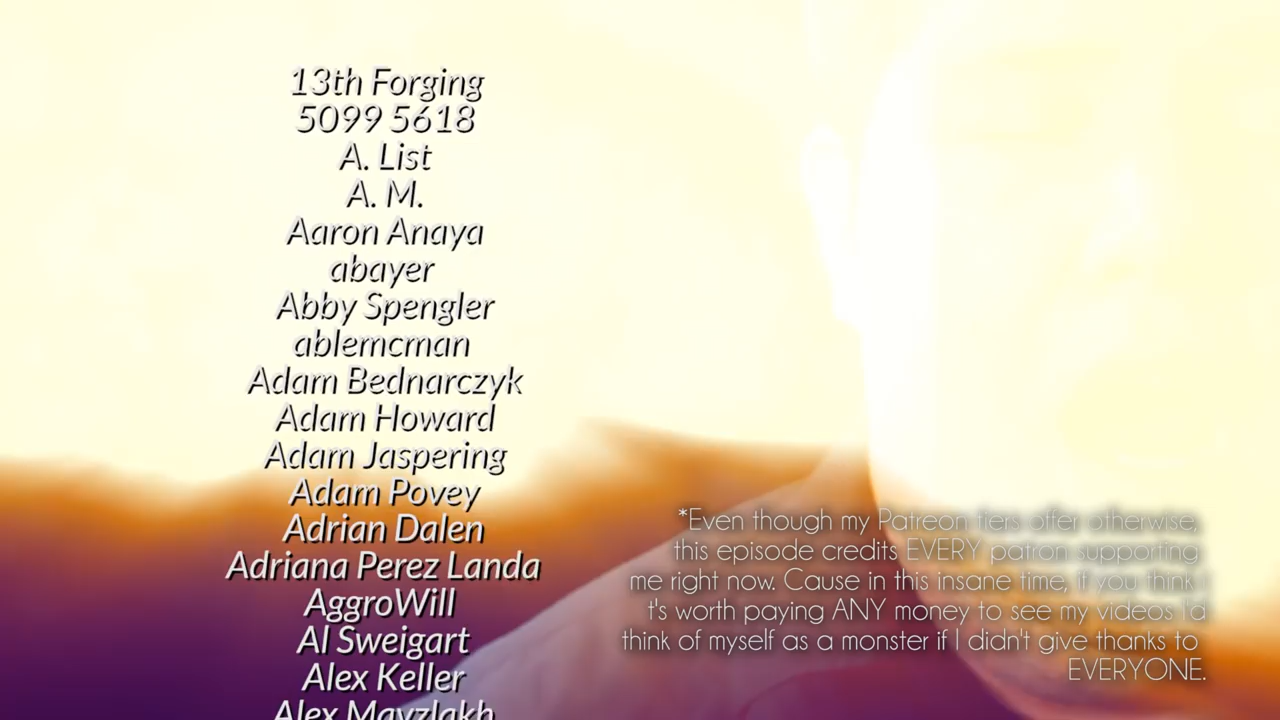 13th Forging
5099 5618
A. List
A. M.
Aaron Anaya
abayer
Abby Spengler
ablemcman
Adam Bednarczyk
Adam Howard
Adam Jaspering
Adam Povey
Adrian Dalen
Adriana Perez Landa
AggroWill
Al Sweigart
Alex Keller
Alex Mayzlakh
*Even though my Patreon tiers offer otherwise,
this episode credits EVERY patron supporting
me right now. Cause in this insane time, if you think i
t's worth paying ANY money to see my videos I'd
think of myself as a monster if I didn't give thanks to
EVERYONE.